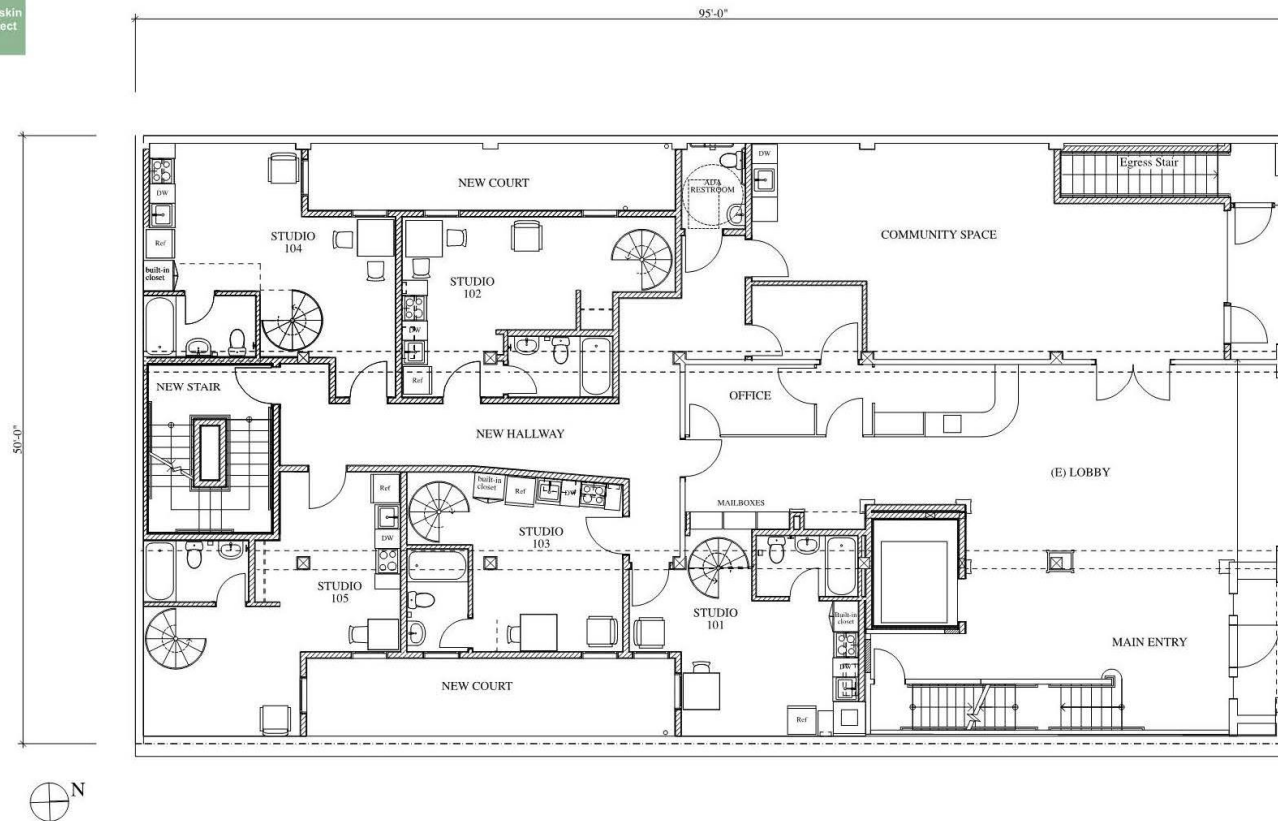 skin
ect
95'-0"
50'-0"
DW
Ref
built-in
closet
STUDIO
104
NEW COURT
ADA
RESTROOM
DW
Egress Stair
COMMUNITY SPACE
STUDIO
102
DW
Ref
NEW STAIR
NEW HALLWAY
OFFICE
(E) LOBBY
MAILBOXES
Ref
DW
STUDIO
105
built-in
closet
Ref
DW
STUDIO
103
STUDIO
101
Built-in
closet
DW
Ref
MAIN ENTRY
NEW COURT
N